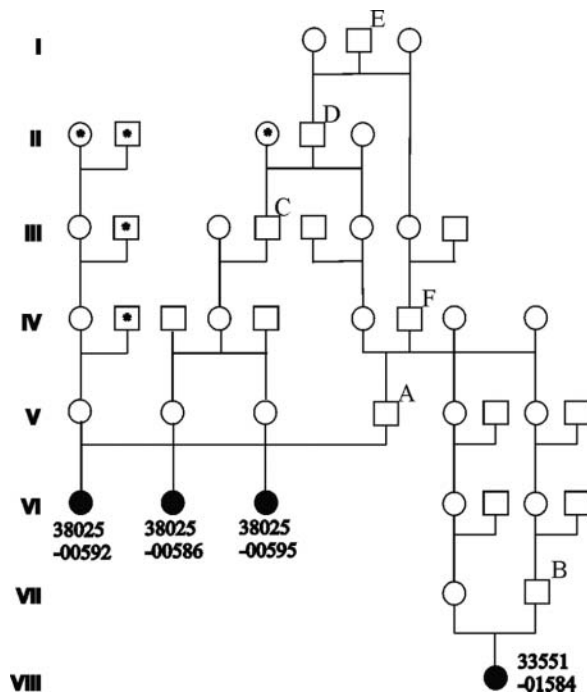 I
E
II
*
*
*
D
III
*
C
IV
*
F
V
A
VI
38025
-00592
38025
-00586
38025
-00595
VII
B
VIII
33551
-01584